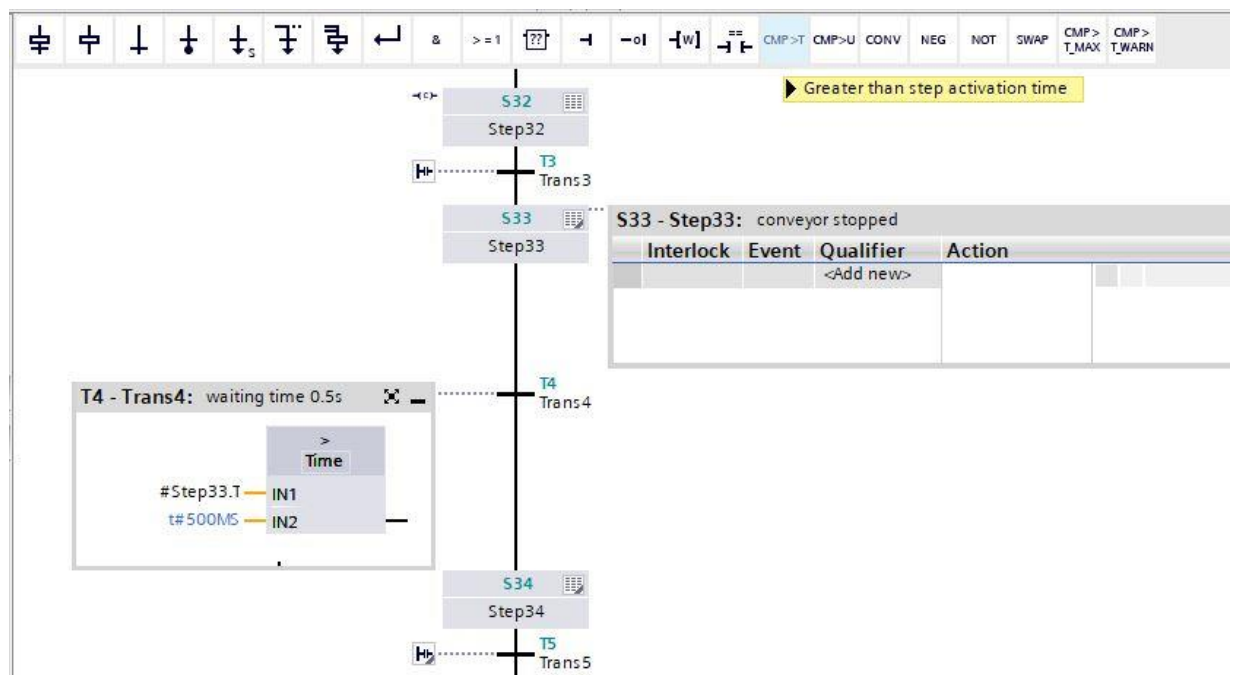 S & >=1 ?? [W] == CMP>T CMP>U CONV NEG NOT SWAP CMP> T_MAX CMP> T_WARN
Greater than step activation time
(C)
S32
Step32
T3
Trans3
S33
Step33
S33 - Step33: conveyor stopped
Interlock Event Qualifier Action
<Add new>
T4
Trans4
T4 - Trans4: waiting time 0.5s
>
Time
#Step33.T IN1
t#500MS IN2
S34
Step34
T5
Trans5